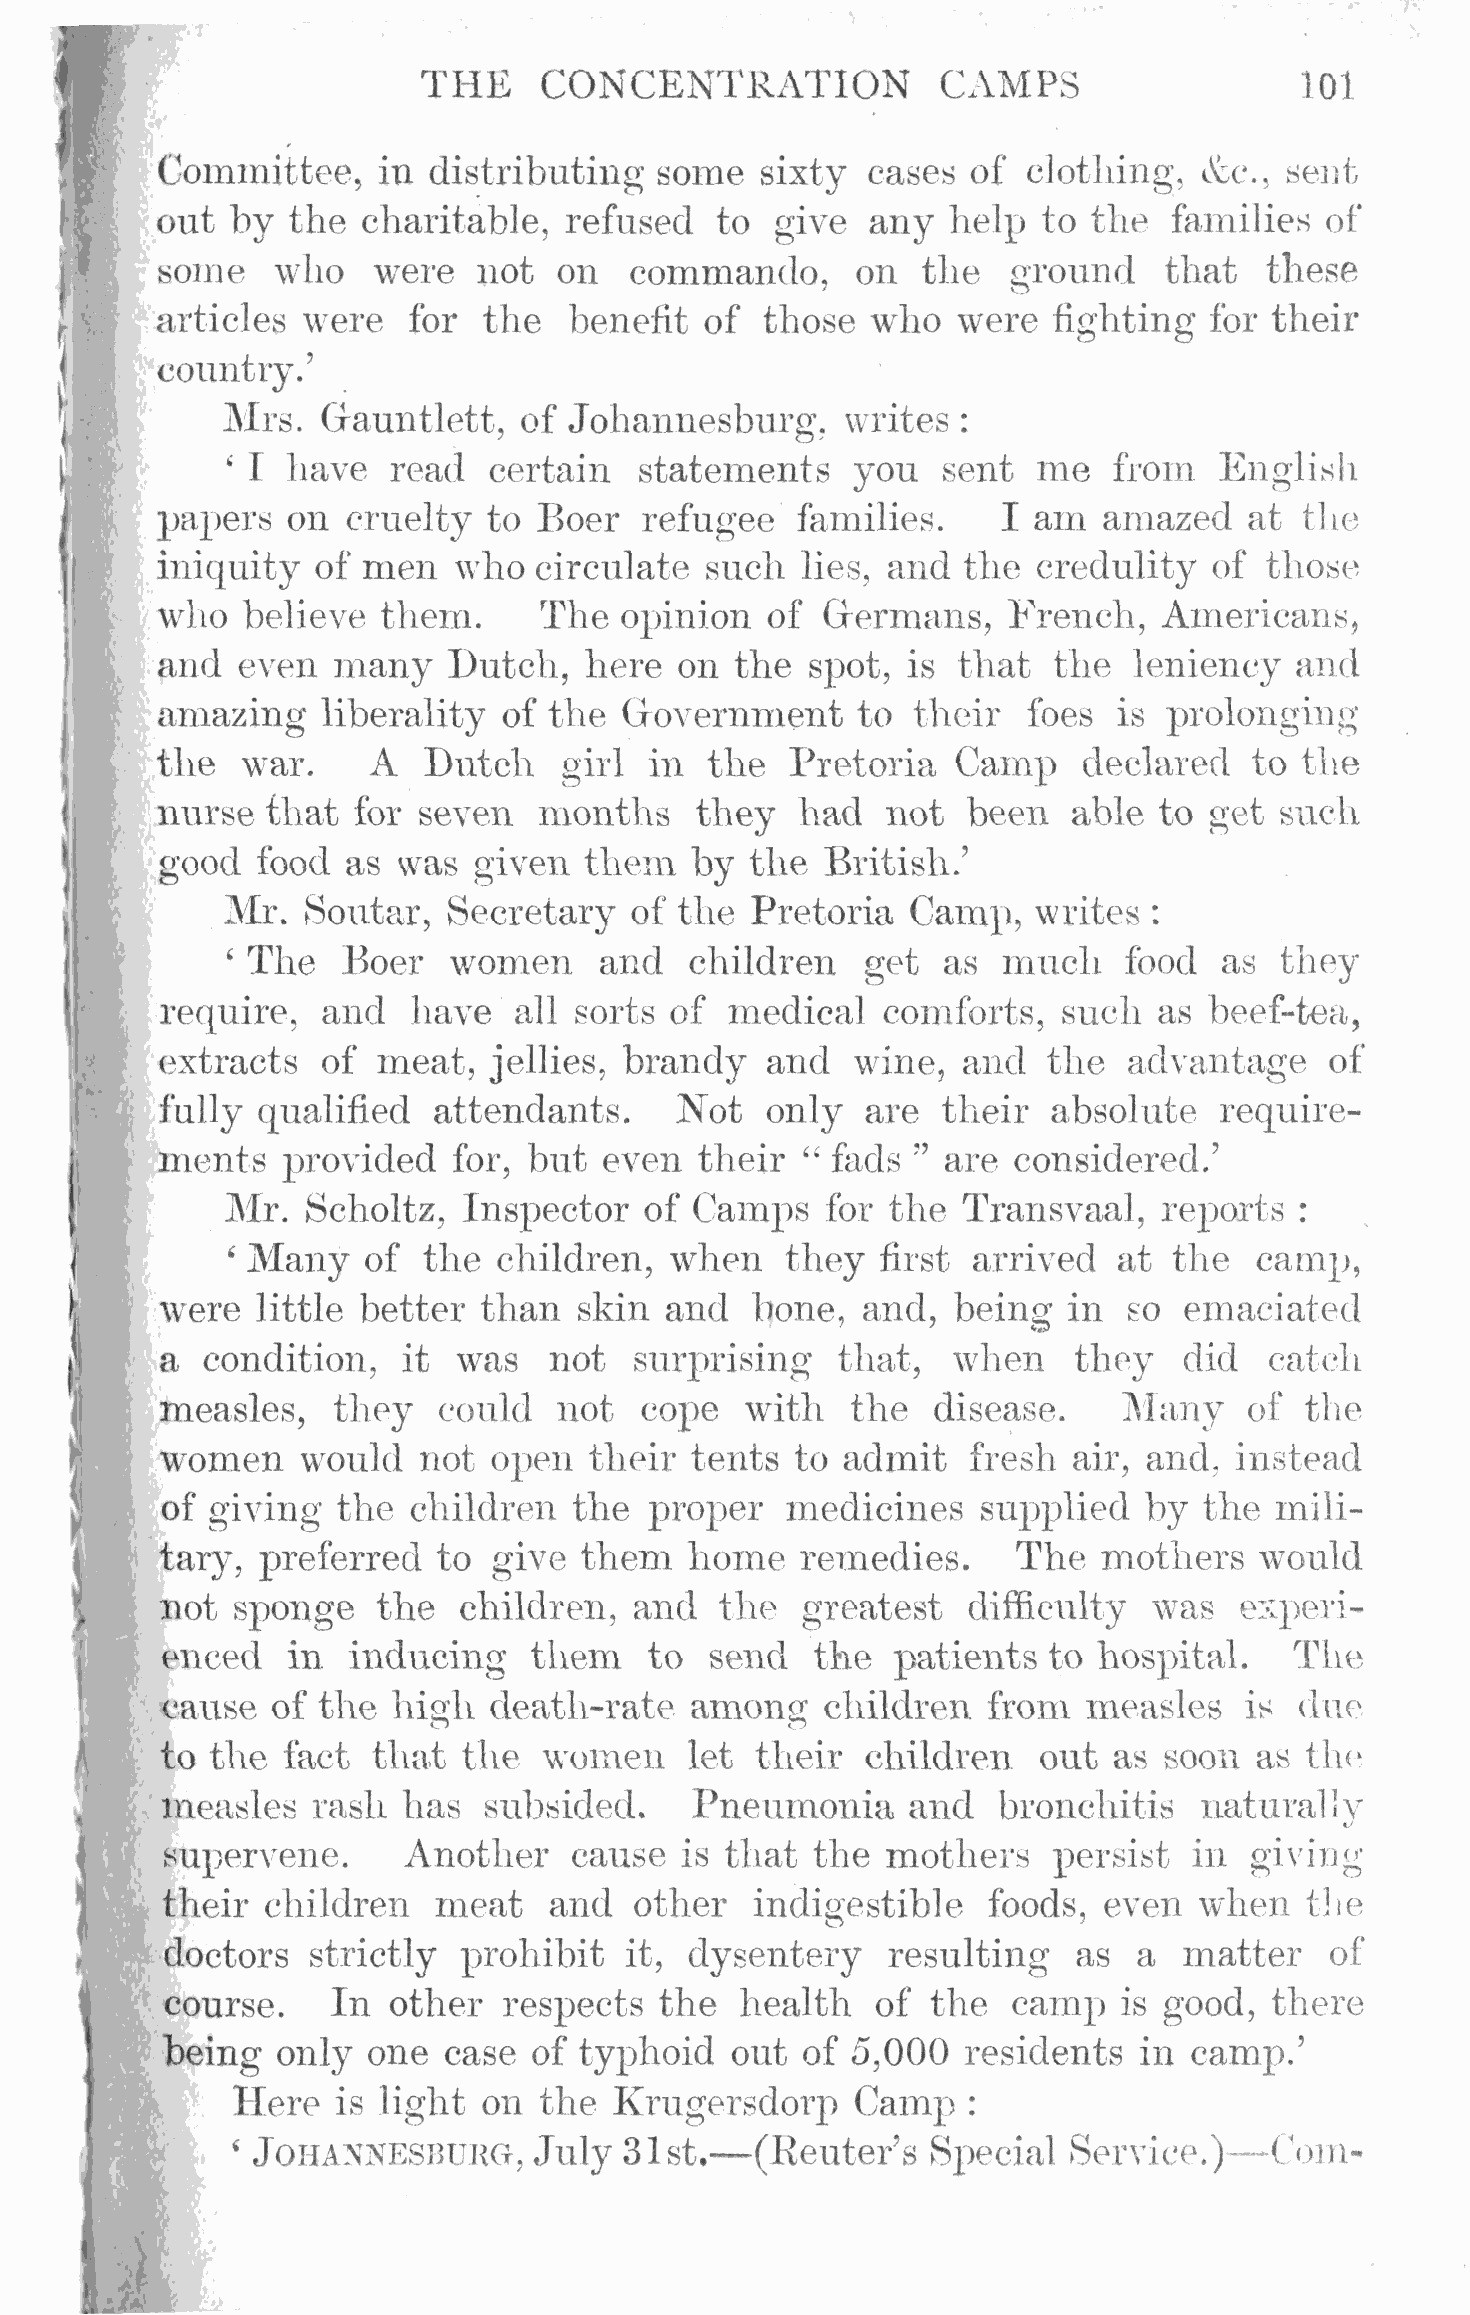 THE CONCENTRATION CAMPS 101
Committee, in distributing some sixty cases of clothing, &c., sent
out by the charitable, refused to give any help to the families of
some who were not on commando, on the ground that these
articles were for the benefit of those who were fighting for their
country.’
Mrs. Gauntlett, of Johannesburg, writes :
‘ I have read certain statements you sent me from English
papers on cruelty to Boer refugee families. I am amazed at the
iniquity of men who circulate such lies, and the credulity of those
who believe them. The opinion of Germans, French, Americans,
and even many Dutch, here on the spot, is that the leniency and
amazing liberality of the Government to their foes is prolonging
the war. A Dutch girl in the Pretoria Camp declared to the
nurse that for seven months they had not been able to get such
good food as was given them by the British.’
Mr. Soutar, Secretary of the Pretoria Camp, writes :
‘ The Boer women and children get as much food as they
require, and have all sorts of medical comforts, such as beef-tea,
extracts of meat, jellies, brandy and wine, and the advantage of
fully qualified attendants. Not only are their absolute require-
ments provided for, but even their “ fads ” are considered.’
Mr. Scholtz, Inspector of Camps for the Transvaal, reports :
‘ Many of the children, when they first arrived at the camp,
were little better than skin and bone, and, being in so emaciated
a condition, it was not surprising that, when they did catch
measles, they could not cope with the disease. Many of the
women would not open their tents to admit fresh air, and, instead
of giving the children the proper medicines supplied by the mili-
tary, preferred to give them home remedies. The mothers would
not sponge the children, and the greatest difficulty was experi-
enced in inducing them to send the patients to hospital. The
cause of the high death-rate among children from measles is due
to the fact that the women let their children out as soon as the
measles rash has subsided. Pneumonia and bronchitis naturally
supervene. Another cause is that the mothers persist in giving
their children meat and other indigestible foods, even when the
doctors strictly prohibit it, dysentery resulting as a matter of
course. In other respects the health of the camp is good, there
being only one case of typhoid out of 5,000 residents in camp.’
Here is light on the Krugersdorp Camp :
‘ JOHANNESBURG, July 31st.—(Reuter’s Special Service.)—Com-